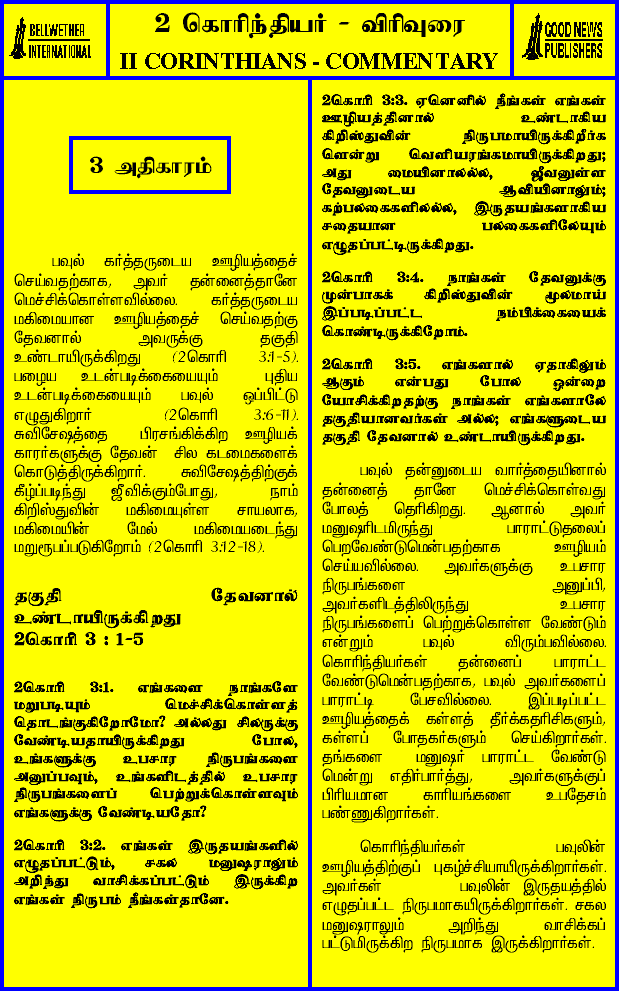 BELLWETHER
INTERNATIONAL
2 கொரிந்தியர் - விரிவுரை
II CORINTHIANS - COMMENTARY
GOOD NEWS
PUBLISHERS
3 அதிகாரம்
பவுல் கர்த்தருடைய ஊழியத்தைச்
செய்வதற்காக, அவர் தன்னைத்தானே
மெச்சிக்கொள்ளவில்லை. கர்த்தருடைய
மகிமையான ஊழியத்தைச் செய்வதற்கு
தேவனால் அவருக்கு தகுதி
உண்டாயிருக்கிறது (2கொரி 3:1-5).
பழைய உடன்படிக்கையையும் புதிய
உடன்படிக்கையையும் பவுல் ஒப்பிட்டு
எழுதுகிறார் (2கொரி 3:6-11).
சுவிசேஷத்தை பிரசங்கிக்கிற ஊழியக்
காரர்களுக்கு தேவன் சில கடமைகளைக்
கொடுத்திருக்கிறார். சுவிசேஷத்திற்குக்
கீழ்ப்படிந்து ஜீவிக்கும்போது, நாம்
கிறிஸ்துவின் மகிமையுள்ள சாயலாக,
மகிமையின் மேல் மகிமையடைந்து
மறுரூபப்படுகிறோம் (2கொரி 3:12-18).
தகுதி தேவனால்
உண்டாயிருக்கிறது
2கொரி 3 : 1-5
2கொரி 3:1. எங்களை நாங்களே
மறுபடியும் மெச்சிக்கொள்ளத்
தொடங்குகிறோமோ? அல்லது சிலருக்கு
வேண்டியதாயிருக்கிறது போல,
உங்களுக்கு உபசார நிருபங்களை
அனுப்பவும், உங்களிடத்தில் உபசார
நிருபங்களைப் பெற்றுக்கொள்ளவும்
எங்களுக்கு வேண்டியதோ?
2கொரி 3:2. எங்கள் இருதயங்களில்
எழுதப்பட்டும், சகல மனுஷராலும்
அறிந்து வாசிக்கப்பட்டும் இருக்கிற
எங்கள் நிருபம் நீங்கள்தானே.
2கொரி 3:3. ஏனெனில் நீங்கள் எங்கள்
ஊழியத்தினால் உண்டாகிய
கிறிஸ்துவின் நிருபமாயிருக்கிறீர்க
ளென்று வெளியரங்கமாயிருக்கிறது;
அது மையினாலல்ல, ஜீவனுள்ள
தேவனுடைய ஆவியினாலும்;
கற்பலகைகளிலல்ல, இருதயங்களாகிய
சதையான பலகைகளிலேயும்
எழுதப்பட்டிருக்கிறது.
2கொரி 3:4. நாங்கள் தேவனுக்கு
முன்பாகக் கிறிஸ்துவின் மூலமாய்
இப்படிப்பட்ட நம்பிக்கையைக்
கொண்டிருக்கிறோம்.
2கொரி 3:5. எங்களால் ஏதாகிலும்
ஆகும் என்பது போல ஒன்றை
யோசிக்கிறதற்கு நாங்கள் எங்களாலே
தகுதியானவர்கள் அல்ல; எங்களுடைய
தகுதி தேவனால் உண்டாயிருக்கிறது.
பவுல் தன்னுடைய வார்த்தையினால்
தன்னைத் தானே மெச்சிக்கொள்வது
போலத் தெரிகிறது. ஆனால் அவர்
மனுஷரிடமிருந்து பாராட்டுதலைப்
பெறவேண்டுமென்பதற்காக ஊழியம்
செய்யவில்லை. அவர்களுக்கு உபசார
நிருபங்களை அனுப்பி,
அவர்களிடத்திலிருந்து உபசார
நிருபங்களைப் பெற்றுக்கொள்ள வேண்டும்
என்றும் பவுல் விரும்பவில்லை.
கொரிந்தியர்கள் தன்னைப் பாராட்ட
வேண்டுமென்பதற்காக, பவுல் அவர்களைப்
பாராட்டி பேசவில்லை. இப்படிப்பட்ட
ஊழியத்தைக் கள்ளத் தீர்க்கதரிசிகளும்,
கள்ளப் போதகர்களும் செய்கிறார்கள்.
தங்களை மனுஷர் பாராட்ட வேண்டு
மென்று எதிர்பார்த்து, அவர்களுக்குப்
பிரியமான காரியங்களை உபதேசம்
பண்ணுகிறார்கள்.
கொரிந்தியர்கள் பவுலின்
ஊழியத்திற்குப் புகழ்ச்சியாயிருக்கிறார்கள்.
அவர்கள் பவுலின் இருதயத்தில்
எழுதப்பட்ட நிருபமாகயிருக்கிறார்கள். சகல
மனுஷராலும் அறிந்து வாசிக்கப்
பட்டுமிருக்கிற நிருபமாக இருக்கிறார்கள்.